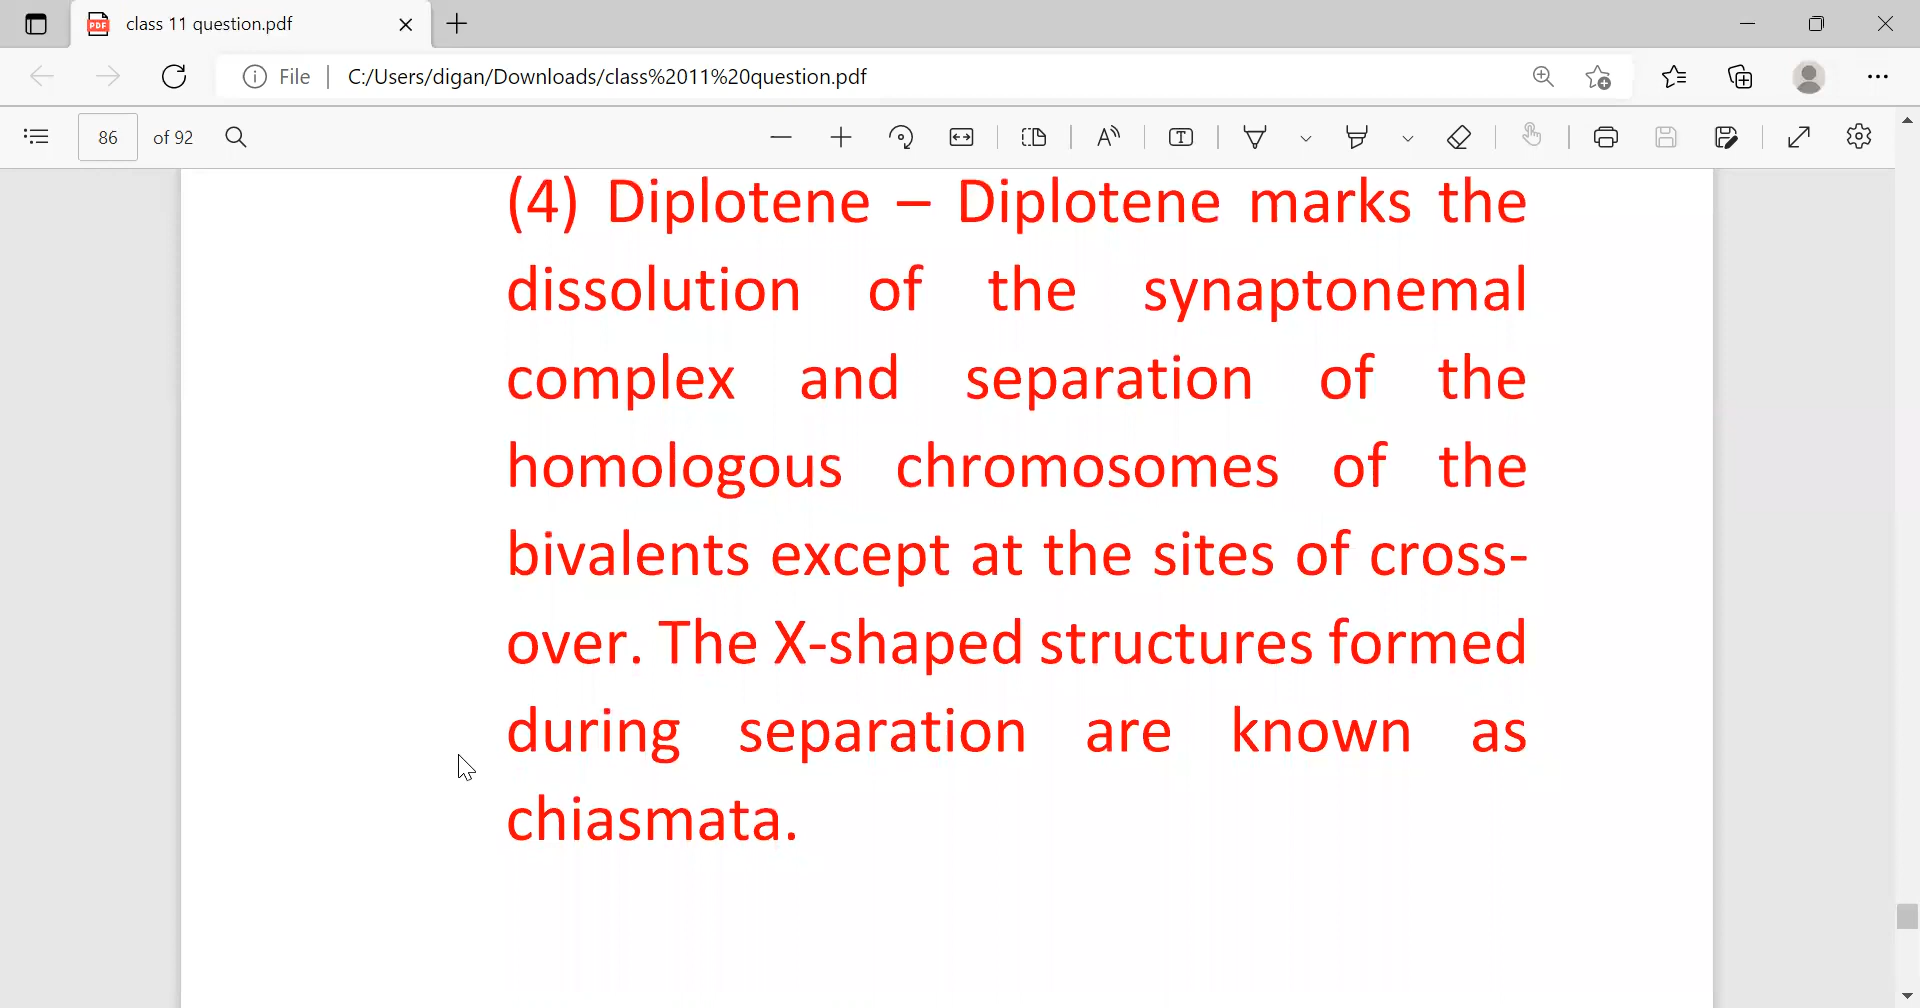 class 11 question.pdf
File | C:/Users/digan/Downloads/class%2011%20question.pdf
86 of 92
(4) Diplotene – Diplotene marks the
dissolution of the synaptonemal
complex and separation of the
homologous chromosomes of the
bivalents except at the sites of cross-
over. The X-shaped structures formed
during separation are known as
chiasmata.